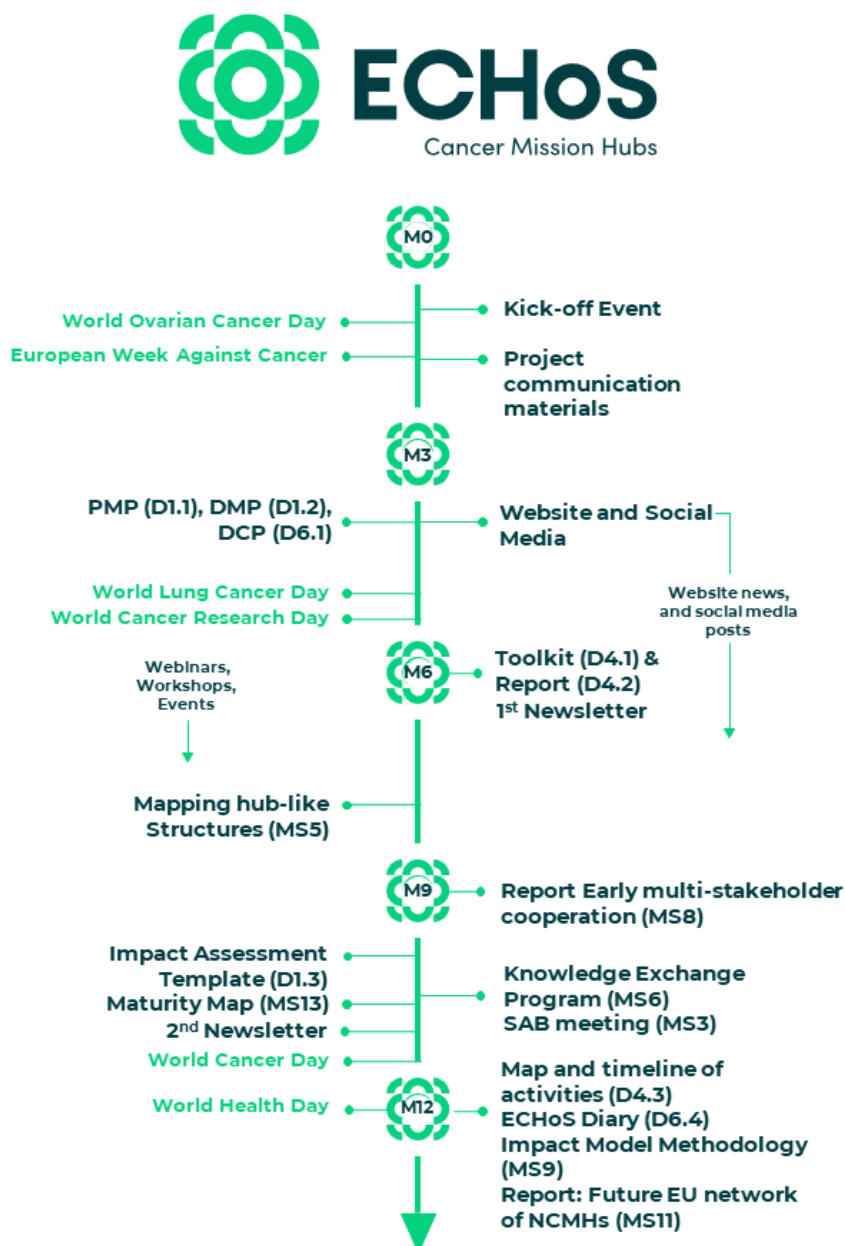 ECHoS
Cancer Mission Hubs
M0
World Ovarian Cancer Day
Kick-off Event
European Week Against Cancer
Project
communication
materials
M3
PMP (D1.1), DMP (D1.2),
DCP (D6.1)
Website and Social
Media
World Lung Cancer Day
World Cancer Research Day
Website news,
and social media
posts
M6
Toolkit (D4.1) &
Report (D4.2)
1st Newsletter
Webinars,
Workshops,
Events
Mapping hub-like
Structures (MS5)
M9
Report Early multi-stakeholder
cooperation (MS8)
Impact Assessment
Template (D1.3)
Maturity Map (MS13)
2nd Newsletter
World Cancer Day
Knowledge Exchange
Program (MS6)
SAB meeting (MS3)
World Health Day
M12
Map and timeline of
activities (D4.3)
ECHoS Diary (D6.4)
Impact Model Methodology
(MS9)
Report: Future EU network
of NCMHs (MS11)